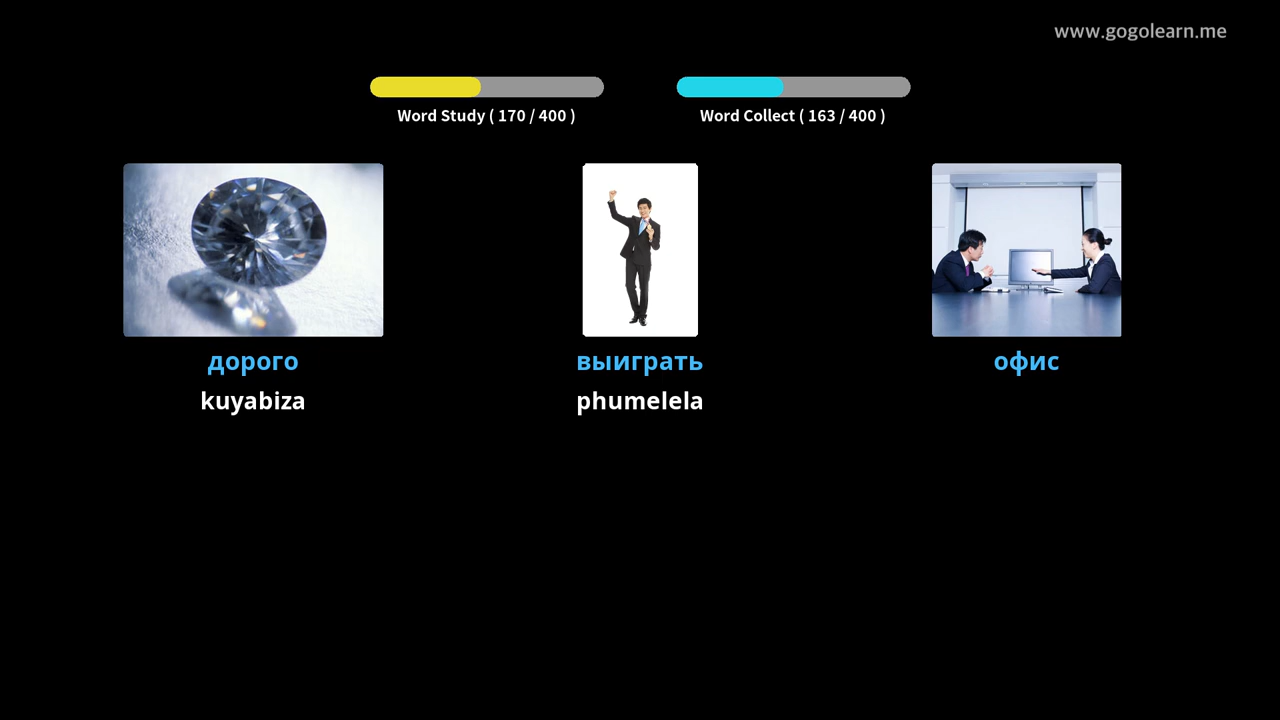 www.gogolearn.me
Word Study ( 170 / 400 )
Word Collect ( 163 / 400 )
дорого
выиграть
офис
kuyabiza
phumelela